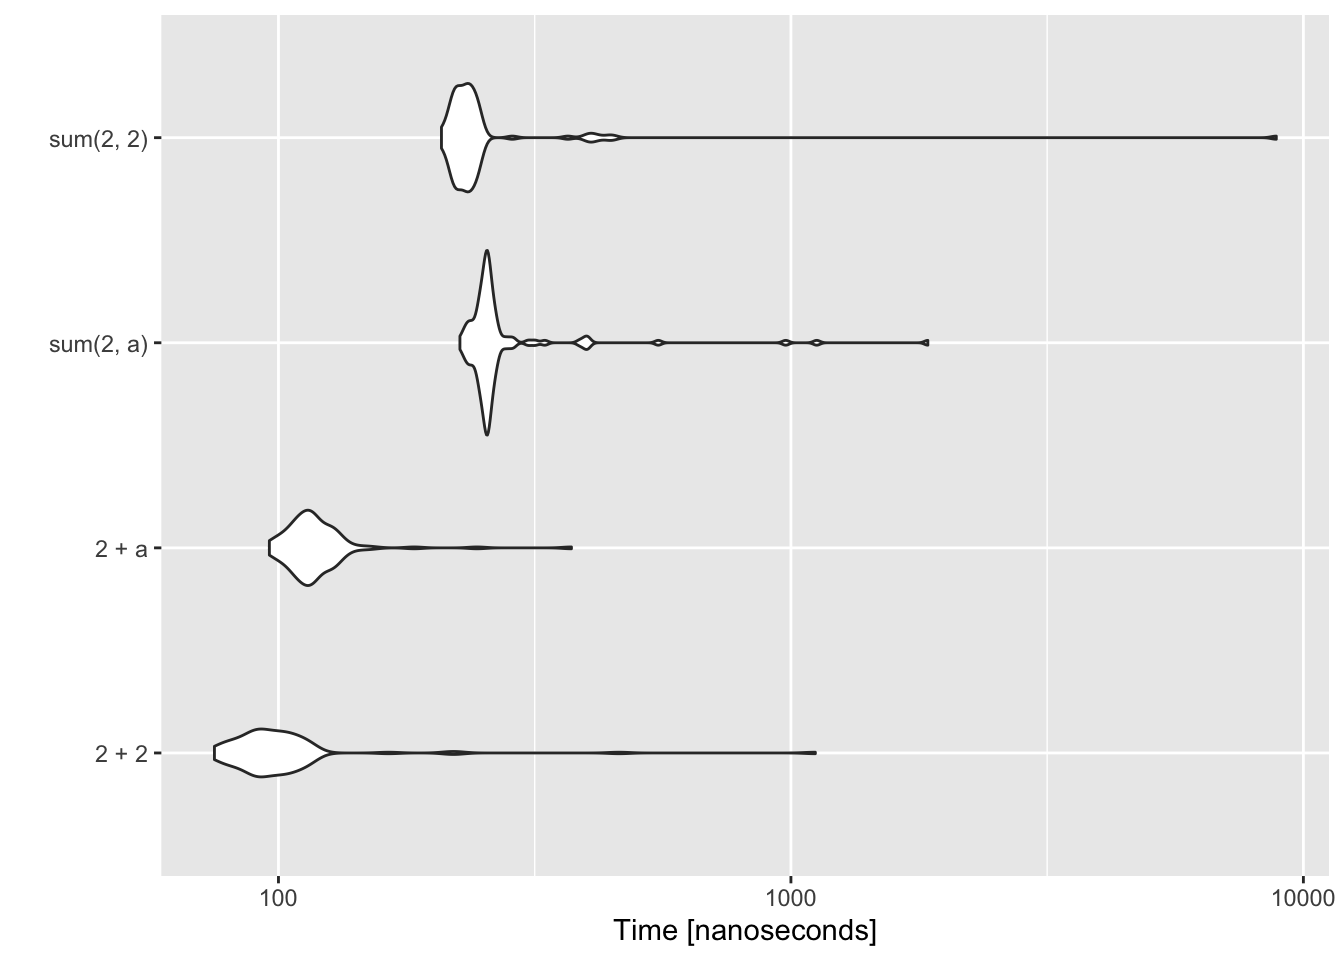 sum(2, 2)
sum(2, a)
2 + a
2 + 2
100
1000
10000
Time [nanoseconds]